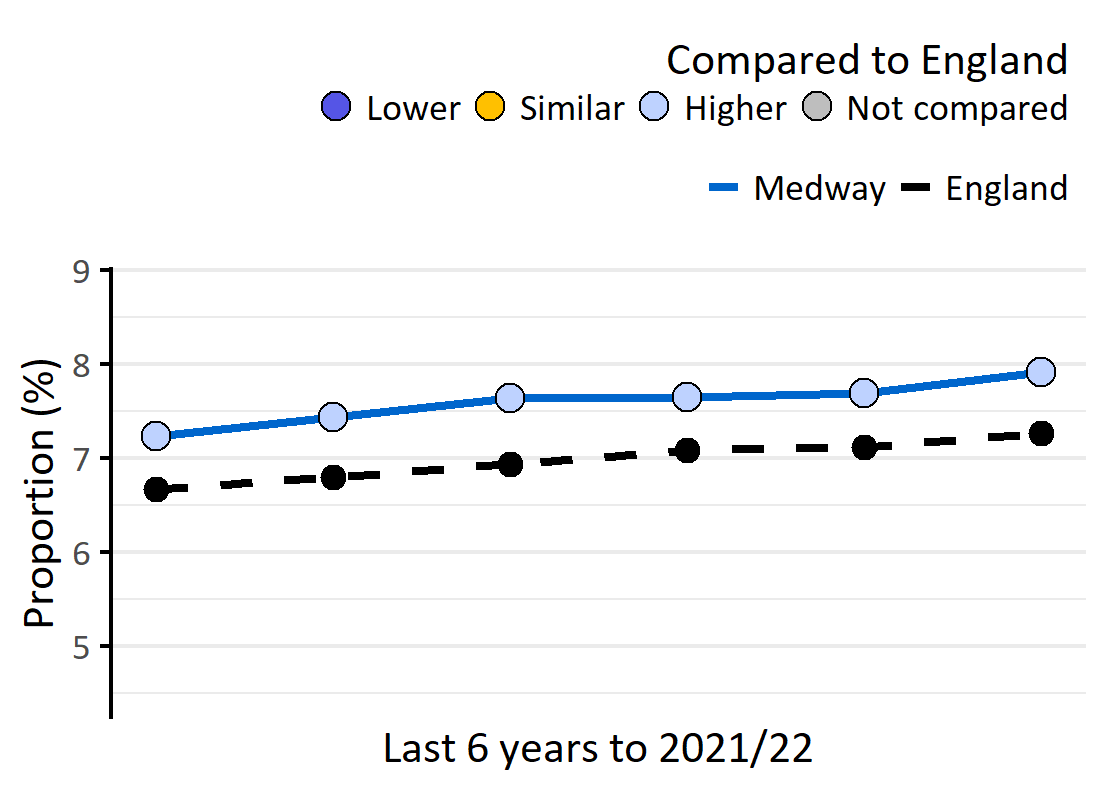 Compared to England
Lower Similar Higher Not compared
Medway England
9
8
7
6
5
Proportion (%)
Last 6 years to 2021/22